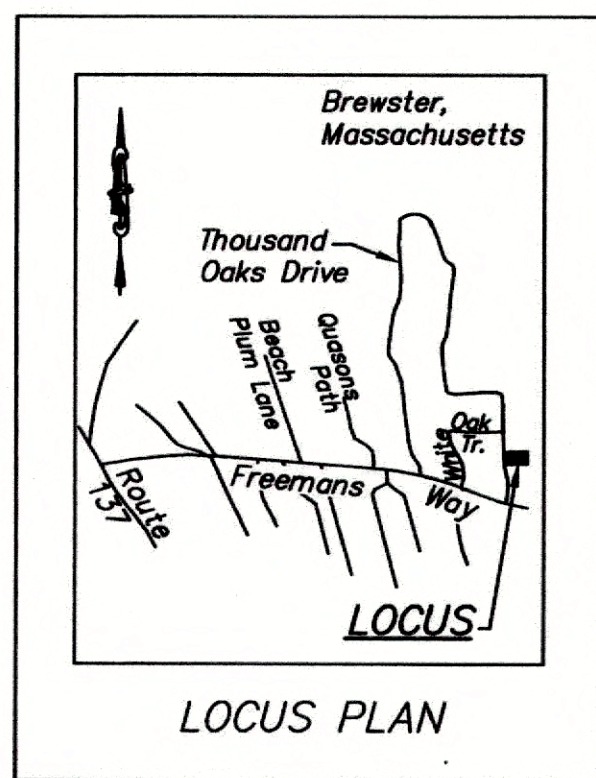 Brewster,
Massachusetts
Thousand
Oaks Drive
Beach
Plum Lane
Quasons
Path
White
Oak
Tr.
Freemans Way
Route
137
LOCUS
LOCUS PLAN